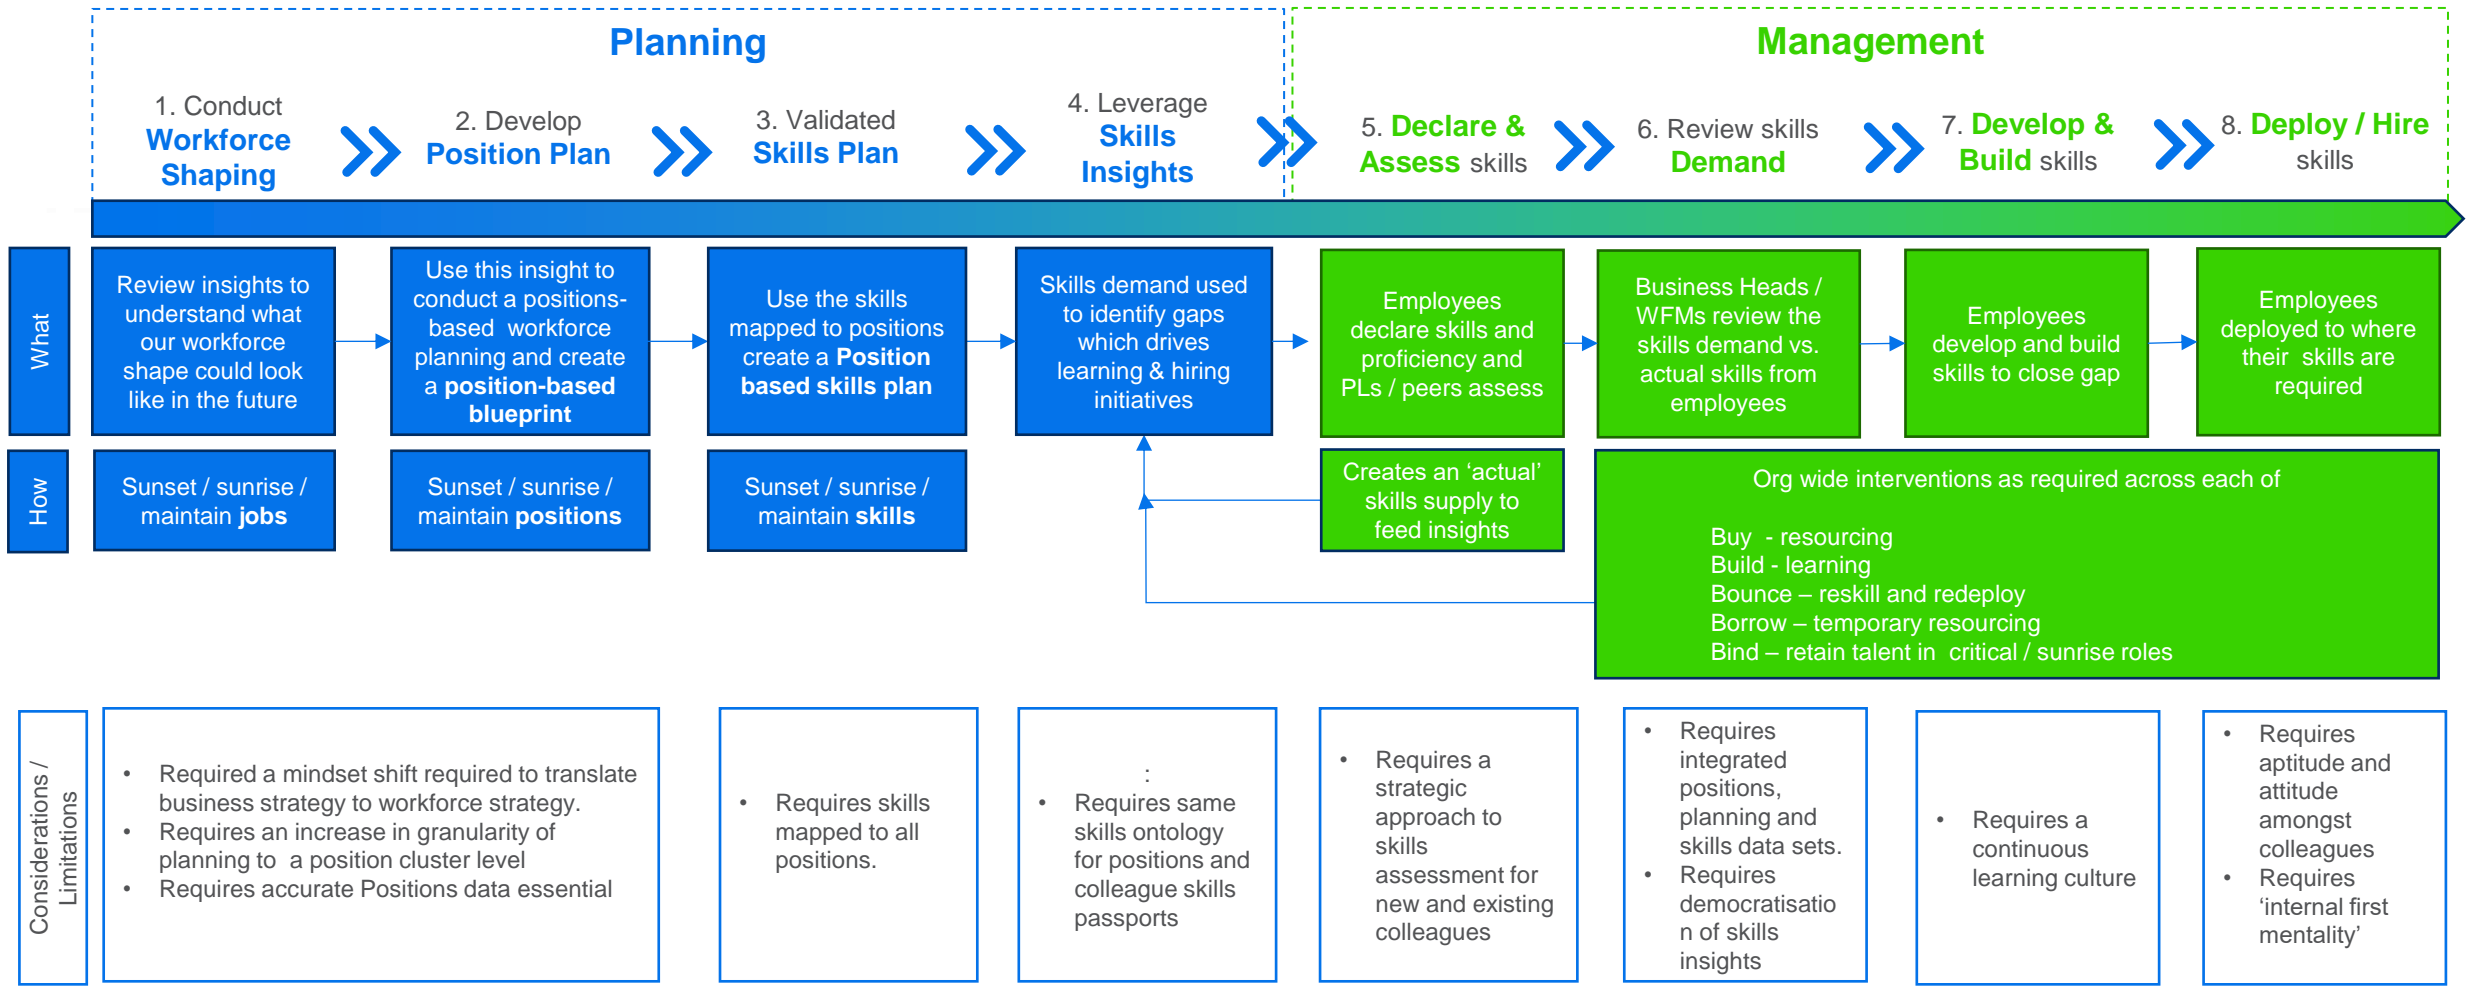 Planning
Management
1. Conduct
Workforce
Shaping
2. Develop
Position Plan
3. Validated
Skills Plan
4. Leverage
Skills
Insights
5. Declare &
Assess skills
6. Review skills
Demand
7. Develop &
Build skills
8. Deploy / Hire
skills
What
Review insights to
understand what
our workforce
shape could look
like in the future
Use this insight to
conduct a positions-
based workforce
planning and create
a position-based
blueprint
Use the skills
mapped to positions
create a Position
based skills plan
Skills demand used
to identify gaps
which drives
learning & hiring
initiatives
Employees
declare skills and
proficiency and
PLs / peers assess
Business Heads /
WFMs review the
skills demand vs.
actual skills from
employees
Employees
develop and build
skills to close gap
Employees
deployed to where
their skills are
required
How
Sunset / sunrise /
maintain jobs
Sunset / sunrise /
maintain positions
Sunset / sunrise /
maintain skills
Creates an ‘actual’
skills supply to
feed insights
Org wide interventions as required across each of
Buy - resourcing
Build - learning
Bounce – reskill and redeploy
Borrow – temporary resourcing
Bind – retain talent in critical / sunrise roles
Considerations /
Limitations
• Required a mindset shift required to translate
business strategy to workforce strategy.
• Requires an increase in granularity of
planning to a position cluster level
• Requires accurate Positions data essential
• Requires skills
mapped to all
positions.
:
• Requires same
skills ontology
for positions and
colleague skills
passports
• Requires a
strategic
approach to
skills
assessment for
new and existing
colleagues
• Requires
integrated
positions,
planning and
skills data sets.
• Requires
democratisatio
n of skills
insights
• Requires a
continuous
learning culture
• Requires
aptitude and
attitude
amongst
colleagues
• Requires
‘internal first
mentality’